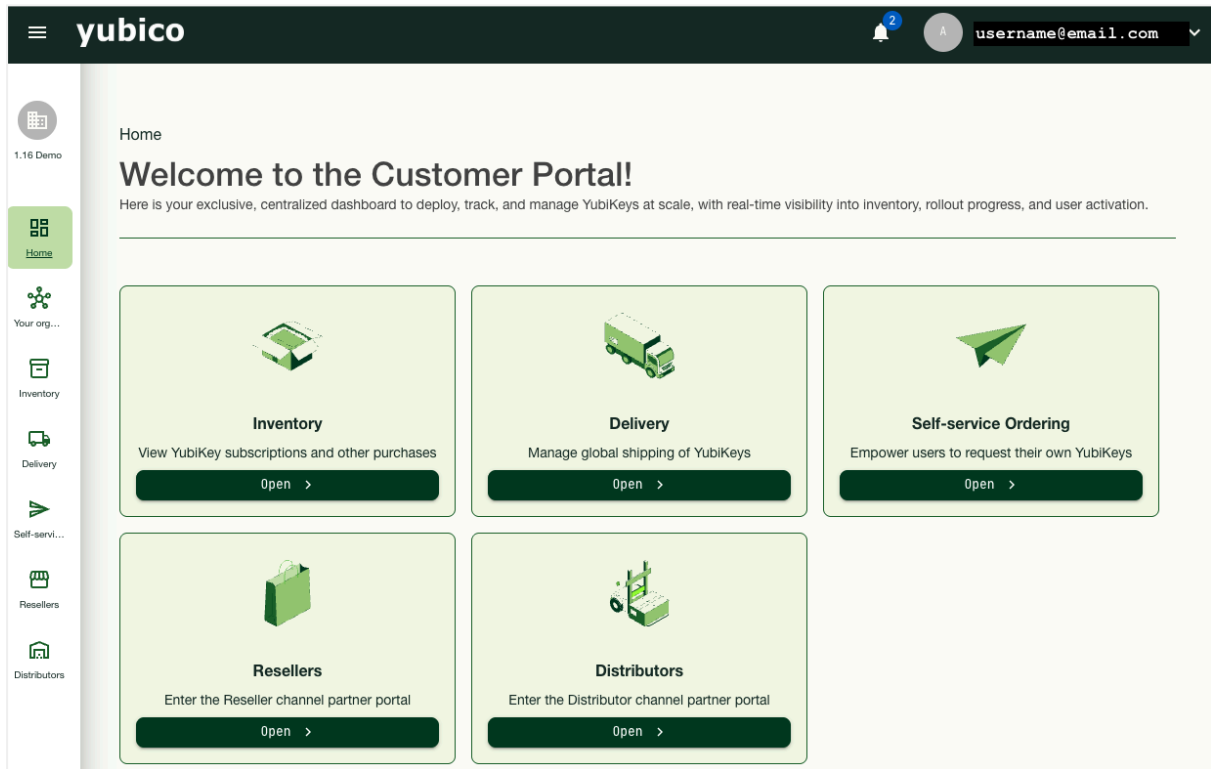 yubico
2
A
username@email.com
1.16 Demo
Home
Your org...
Inventory
Delivery
Self-servi...
Resellers
Distributors
Home
Welcome to the Customer Portal!
Here is your exclusive, centralized dashboard to deploy, track, and manage YubiKeys at scale, with real-time visibility into inventory, rollout progress, and user activation.
Inventory
View YubiKey subscriptions and other purchases
Open
Delivery
Manage global shipping of YubiKeys
Open
Self-service Ordering
Empower users to request their own YubiKeys
Open
Resellers
Enter the Reseller channel partner portal
Open
Distributors
Enter the Distributor channel partner portal
Open